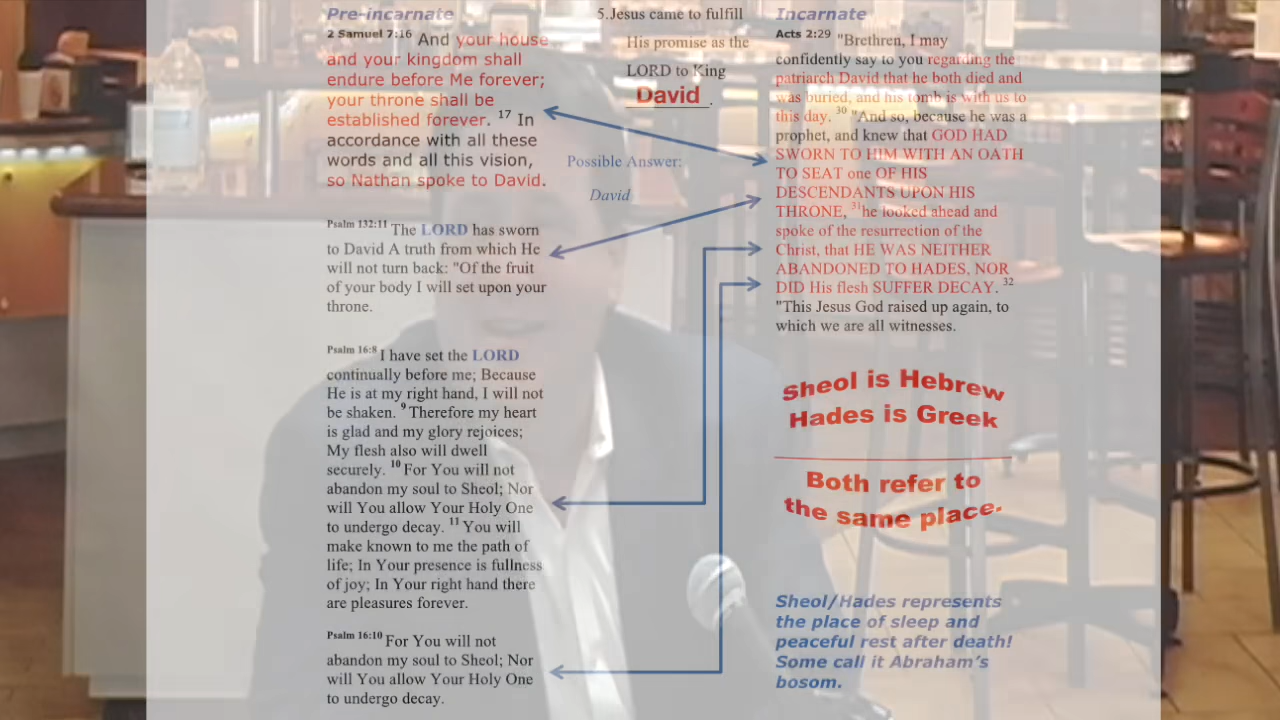 Pre-incarnate
2 Samuel 7:16 And your house
and your kingdom shall
endure before Me forever;
your throne shall be
established forever. 17 In
accordance with all these
words and all this vision,
so Nathan spoke to David.
Psalm 132:11 The LORD has sworn
to David A truth from which He
will not turn back: "Of the fruit
of your body I will set upon your
throne.
Psalm 16:8 I have set the LORD
continually before me; Because
He is at my right hand, I will not
be shaken. 9 Therefore my heart
is glad and my glory rejoices;
My flesh also will dwell
securely. 10 For You will not
abandon my soul to Sheol; Nor
will You allow Your Holy One
to undergo decay. 11 You will
make known to me the path of
life; In Your presence is fullness
of joy; In Your right hand there
are pleasures forever.
Psalm 16:10 For You will not
abandon my soul to Sheol; Nor
will You allow Your Holy One
to undergo decay.
5.Jesus came to fulfill
His promise as the
LORD to King
David .
Possible Answer:
David
Incarnate
Acts 2:29 "Brethren, I may
confidently say to you regarding the
patriarch David that he both died and
was buried, and his tomb is with us to
this day. 30 "And so, because he was a
prophet, and knew that GOD HAD
SWORN TO HIM WITH AN OATH
TO SEAT one OF HIS
DESCENDANTS UPON HIS
THRONE, 31he looked ahead and
spoke of the resurrection of the
Christ, that HE WAS NEITHER
ABANDONED TO HADES, NOR
DID His flesh SUFFER DECAY. 32
"This Jesus God raised up again, to
which we are all witnesses.
Sheol is Hebrew
Hades is Greek
Both refer to
the same place.
Sheol/Hades represents
the place of sleep and
peaceful rest after death!
Some call it Abraham's
bosom.